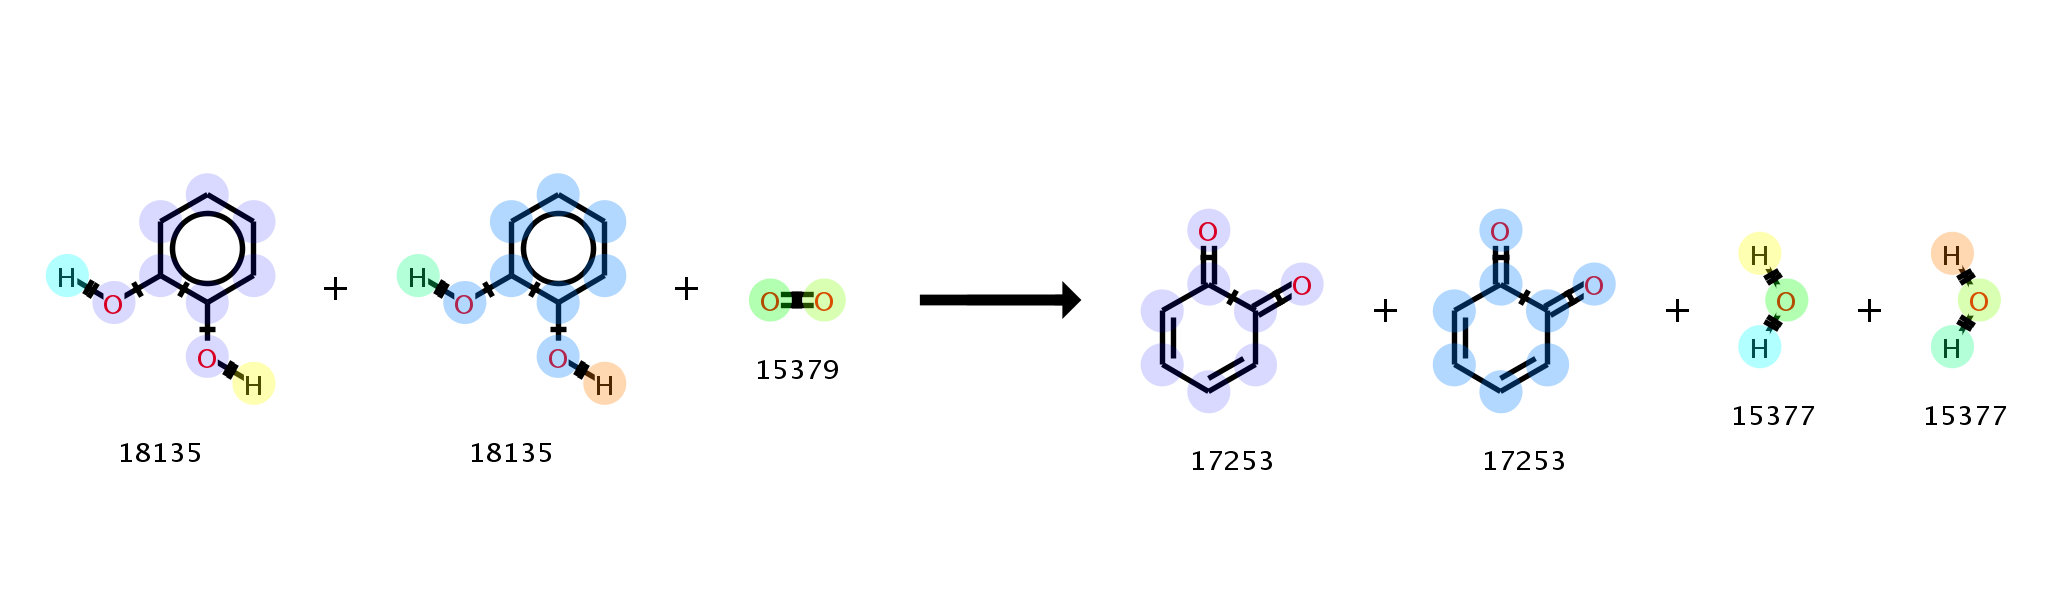 H O O H + H O O H + O O O O + O O + H O H + H O H
15379
18135 18135 17253 17253 15377 15377